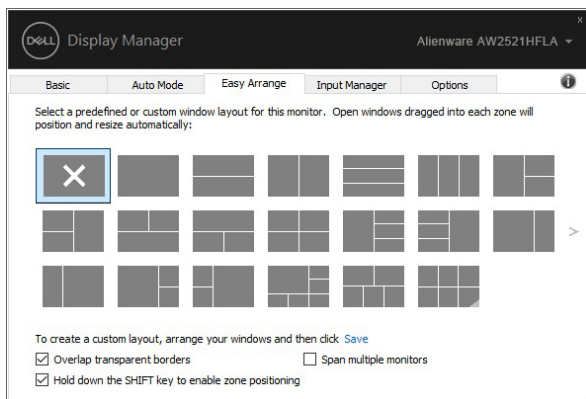 x
DELL Display Manager
Alienware AW2521HFLA
Basic Auto Mode Easy Arrange Input Manager Options
Select a predefined or custom window layout for this monitor. Open windows dragged into each zone will
position and resize automatically:
>
To create a custom layout, arrange your windows and then click Save
Overlap transparent borders
Span multiple monitors
Hold down the SHIFT key to enable zone positioning